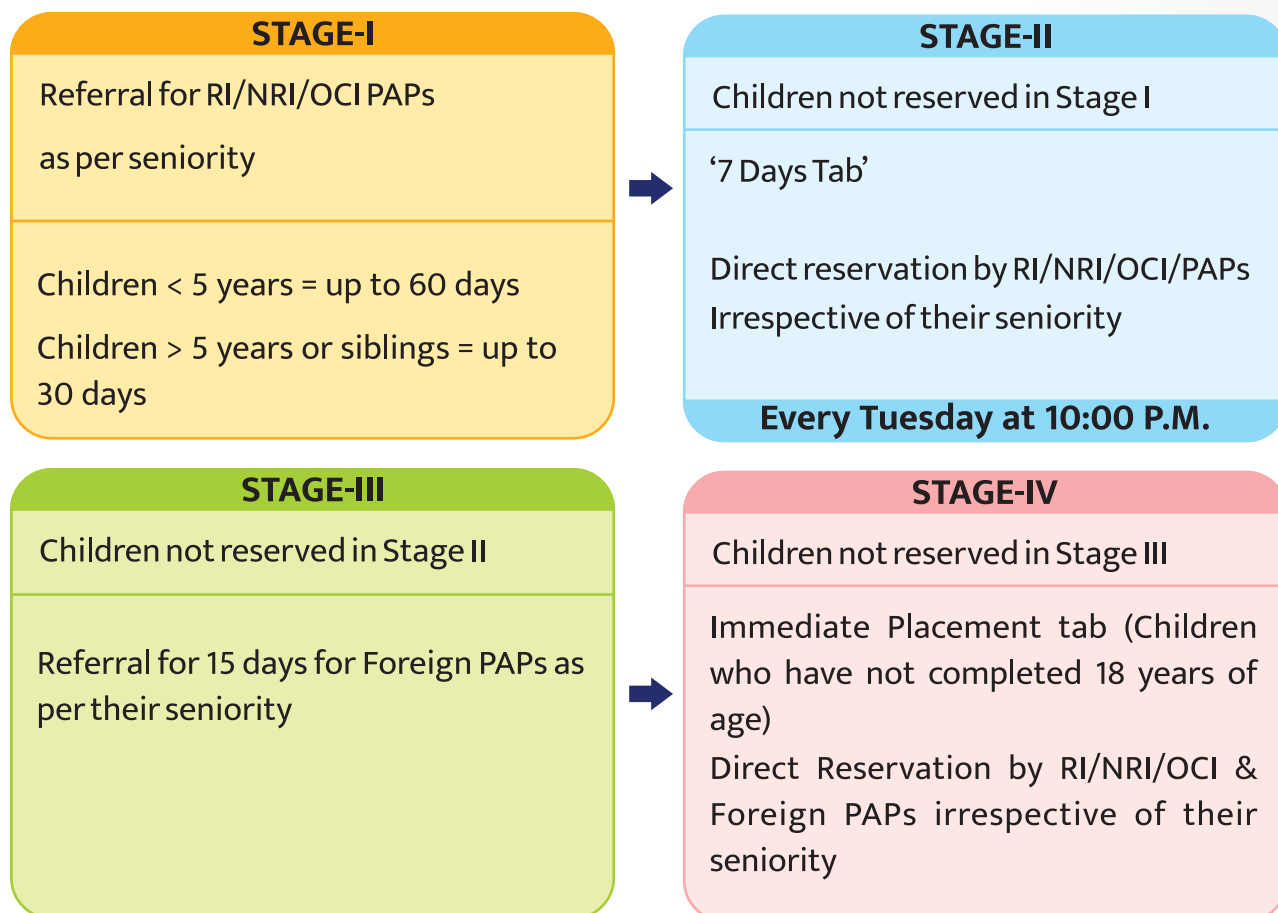 STAGE-I
Referral for RI/NRI/OCI PAPs
as per seniority
Children < 5 years = up to 60 days
Children > 5 years or siblings = up to
30 days
STAGE-II
Children not reserved in Stage I
‘7 Days Tab’
Direct reservation by RI/NRI/OCI/PAPs
Irrespective of their seniority
Every Tuesday at 10:00 P.M.
STAGE-III
Children not reserved in Stage II
Referral for 15 days for Foreign PAPs as
per their seniority
STAGE-IV
Children not reserved in Stage III
Immediate Placement tab (Children
who have not completed 18 years of
age)
Direct Reservation by RI/NRI/OCI &
Foreign PAPs irrespective of their
seniority